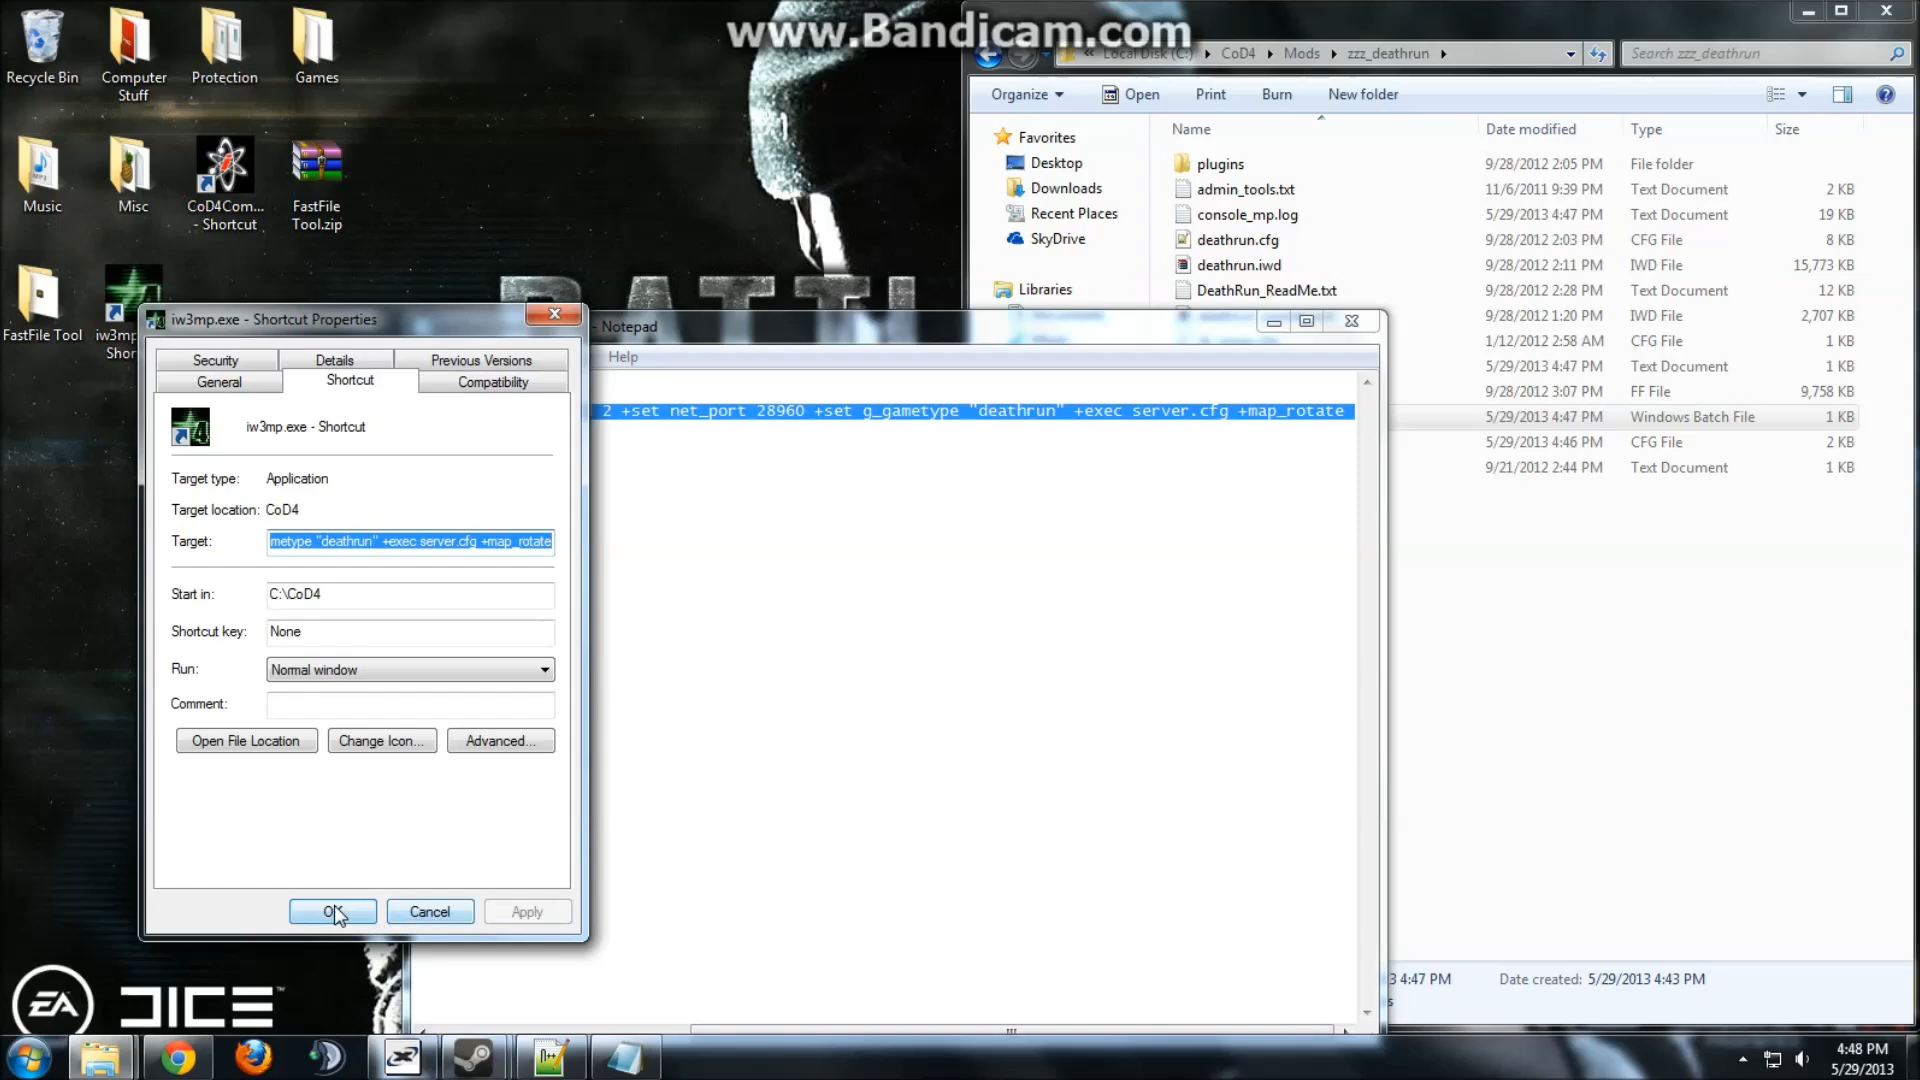 www.Bandicam.com
Recycle Bin
Computer
Stuff
Protection
Games
Music
Misc
CoD4Com...
- Shortcut
FastFile
Tool.zip
FastFile Tool
iw3mp
Shor
« Local Disk (C:) ▸ CoD4 ▸ Mods ▸ zzz_deathrun ▸
Search zzz_deathrun
Organize
Open
Print
Burn
New folder
Favorites
Desktop
Downloads
Recent Places
SkyDrive
Libraries
Name Date modified Type Size
plugins 9/28/2012 2:05 PM File folder
admin_tools.txt 11/6/2011 9:39 PM Text Document 2 KB
console_mp.log 5/29/2013 4:47 PM Text Document 19 KB
deathrun.cfg 9/28/2012 2:03 PM CFG File 8 KB
deathrun.iwd 9/28/2012 2:11 PM IWD File 15,773 KB
DeathRun_ReadMe.txt 9/28/2012 2:28 PM Text Document 12 KB
9/28/2012 1:20 PM IWD File 2,707 KB
1/12/2012 2:58 AM CFG File 1 KB
5/29/2013 4:47 PM Text Document 1 KB
9/28/2012 3:07 PM FF File 9,758 KB
5/29/2013 4:47 PM Windows Batch File 1 KB
5/29/2013 4:46 PM CFG File 2 KB
9/21/2012 2:44 PM Text Document 1 KB
3 4:47 PM Date created: 5/29/2013 4:43 PM
- Notepad
Help
2 +set net_port 28960 +set g_gametype "deathrun" +exec server.cfg +map_rotate
iw3mp.exe - Shortcut Properties
Security Details Previous Versions
General Shortcut Compatibility
iw3mp.exe - Shortcut
Target type: Application
Target location: CoD4
Target: metype "deathrun" +exec server.cfg +map_rotate
Start in: C:\CoD4
Shortcut key: None
Run: Normal window
Comment:
Open File Location
Change Icon...
Advanced...
OK
Cancel
Apply
EA
DICE
4:48 PM
5/29/2013